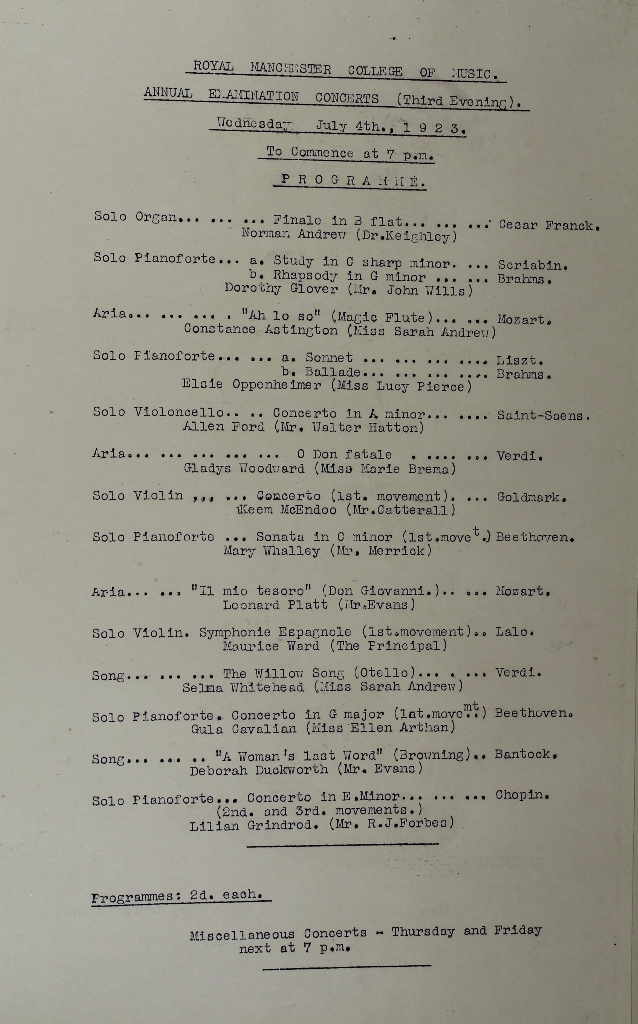 ROYAL MANCHESTER COLLEGE OF MUSIC.
ANNUAL EXAMINATION CONCERTS (Third Evening).
Wednesday July 4th., 1 9 2 3.
To Commence at 7 p.m.
P R O G R A M M E.
Solo Organ... ... ... Finale in B flat... ... ... Cesar Franck.
Norman Andrew (Dr.Keighley)
Solo Pianoforte... a. Study in C sharp minor. ... Scriabin.
b. Rhapsody in G minor ... ... Brahms.
Dorothy Glover (Mr. John Wills)
Aria... ... ... . "Ah lo so" (Magic Flute)... ... Mozart.
Constance Astington (Miss Sarah Andrew)
Solo Pianoforte... ... a. Sonnet ... ... ... .... Liszt.
b. Ballade... ... ... .... Brahms.
Elsie Oppenheimer (Miss Lucy Pierce)
Solo Violoncello.. .. Concerto in A minor... .... Saint-Saens.
Allen Ford (Mr. Walter Hatton)
Aria... ... ... ... ... O Don fatale . .... ... Verdi.
Gladys Woodward (Miss Marie Brema)
Solo Violin ,,, ... Concerto (1st. movement). ... Goldmark.
Keem McEndoo (Mr.Catterall)
Solo Pianoforte ... Sonata in C minor (1st.movet.) Beethoven.
Mary Whalley (Mr. Merrick)
Aria... ... "Il mio tesoro" (Don Giovanni.).. ... Mozart.
Leonard Platt (Mr.Evans)
Solo Violin. Symphonie Espagnole (1st.movement).. Lalo.
Maurice Ward (The Principal)
Song... ... ... The Willow Song (Otello)... . ... Verdi.
Selma Whitehead (Miss Sarah Andrew)
Solo Pianoforte. Concerto in G major (1st.movemt.) Beethoven.
Gula Cavalian (Miss Ellen Arthan)
Song... ... .. "A Woman's last Word" (Browning).. Bantock.
Deborah Duckworth (Mr. Evans)
Solo Pianoforte... Concerto in E.Minor... ... ... Chopin.
(2nd. and 3rd. movements.)
Lilian Grindrod. (Mr. R.J.Forbes)
Programmes: 2d. each.
Miscellaneous Concerts - Thursday and Friday
next at 7 p.m.